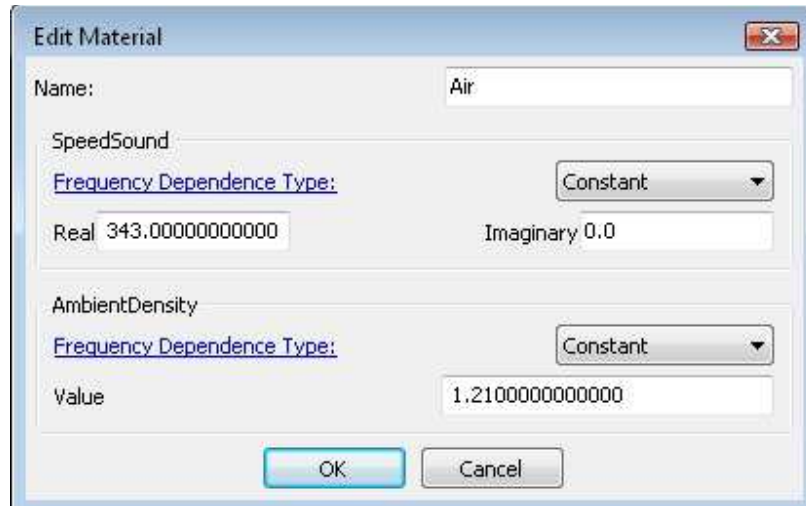 Edit Material
Name: Air
SpeedSound
Frequency Dependence Type: Constant
Real 343.00000000000 Imaginary 0.0
AmbientDensity
Frequency Dependence Type: Constant
Value 1.2100000000000
OK Cancel